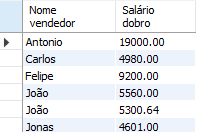 Nome vendedor Salário dobro
Antonio 19000.00
Carlos 4980.00
Felipe 9200.00
João 5560.00
João 5300.64
Jonas 4601.00